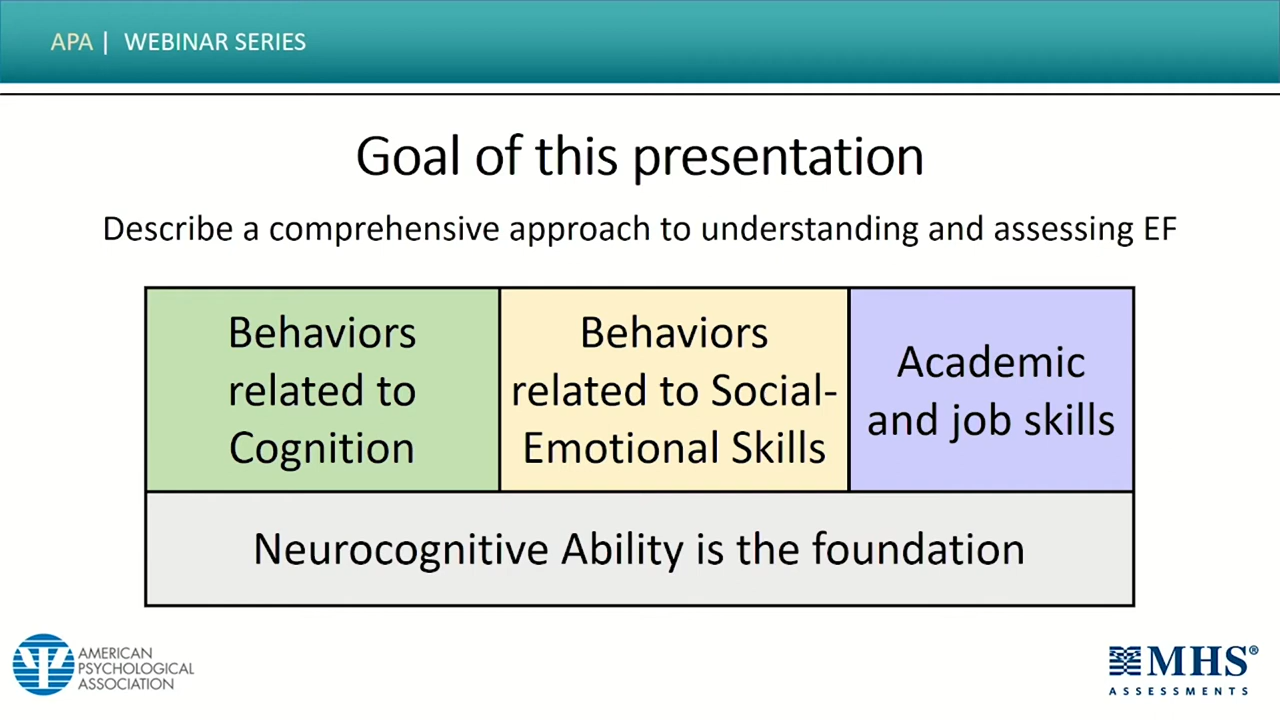 APA | WEBINAR SERIES
Goal of this presentation
Describe a comprehensive approach to understanding and assessing EF
Behaviors
related to
Cognition
Behaviors
related to Social-
Emotional Skills
Academic
and job skills
Neurocognitive Ability is the foundation
AMERICAN
PSYCHOLOGICAL
ASSOCIATION
MHS®
ASSESSMENTS